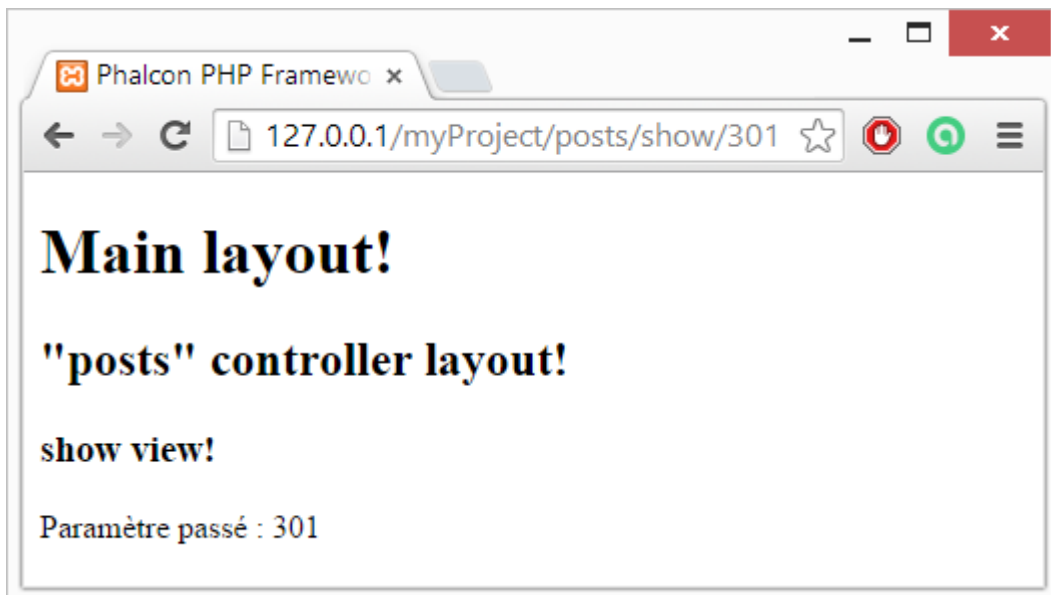 Phalcon PHP Framewo
127.0.0.1/myProject/posts/show/301
Main layout!
"posts" controller layout!
show view!
Paramètre passé : 301